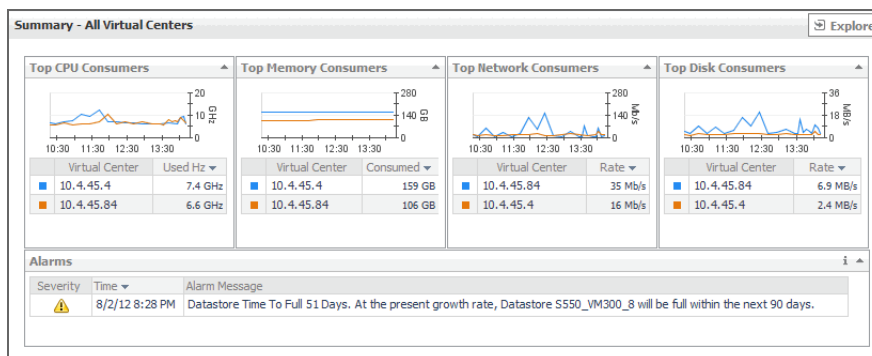 Summary - All Virtual Centers
Explore
Top CPU Consumers
20
10
0
GHz
10:30 11:30 12:30 13:30
Virtual Center Used Hz
10.4.45.4 7.4 GHz
10.4.45.84 6.6 GHz
Top Memory Consumers
280
140
0
GB
10:30 11:30 12:30 13:30
Virtual Center Consumed
10.4.45.4 159 GB
10.4.45.84 106 GB
Top Network Consumers
280
140
0
Mb/s
10:30 11:30 12:30 13:30
Virtual Center Rate
10.4.45.84 35 Mb/s
10.4.45.4 16 Mb/s
Top Disk Consumers
36
18
0
MB/s
10:30 11:30 12:30 13:30
Virtual Center Rate
10.4.45.84 6.9 MB/s
10.4.45.4 2.4 MB/s
Alarms i
Severity Time Alarm Message
8/2/12 8:28 PM Datastore Time To Full 51 Days. At the present growth rate, Datastore S550_VM300_8 will be full within the next 90 days.